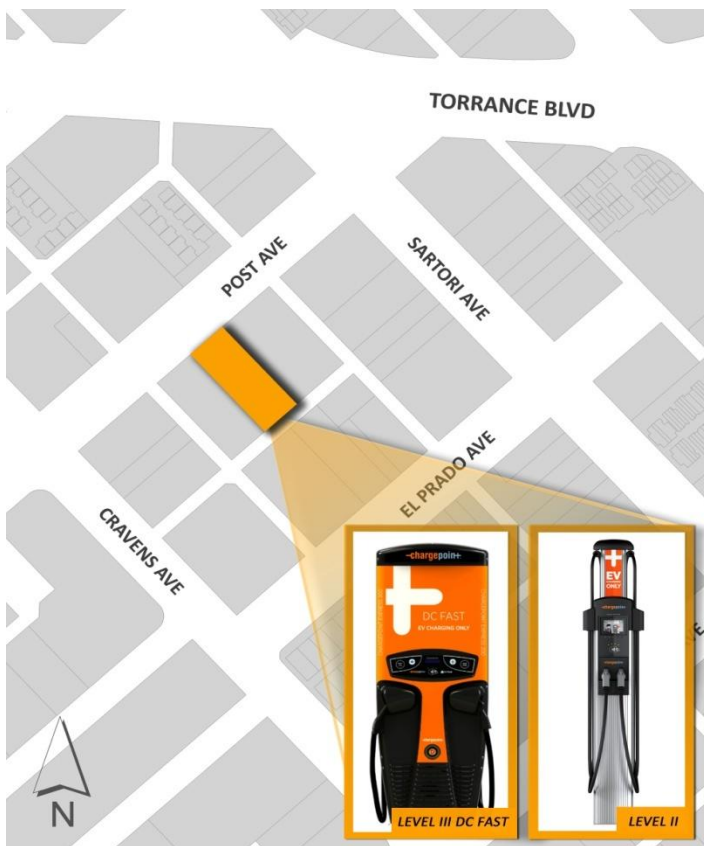 TORRANCE BLVD
POST AVE
SARTORI AVE
EL PRADO AVE
CRAVENS AVE
VE
N
-chargepoin+
DC FAST
EV CHARGING ONLY
LEVEL III DC FAST
EV
ONLY
LEVEL II